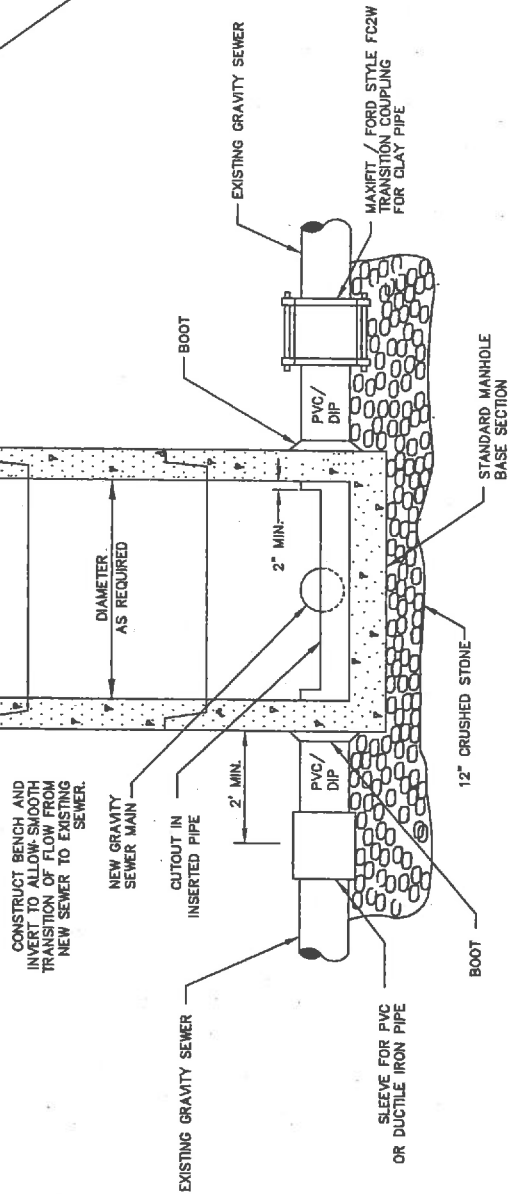 CONSTRUCT BENCH AND
INVERT TO ALLOW SMOOTH
TRANSITION OF FLOW FROM
NEW SEWER TO EXISTING
SEWER.
NEW GRAVITY
SEWER MAIN
CUTOUT IN
INSERTED PIPE
EXISTING GRAVITY SEWER
SLEEVE FOR PVC
OR DUCTILE IRON PIPE
2' MIN.
PVC/
DIP
BOOT
12" CRUSHED STONE
DIAMETER
AS REQUIRED
2" MIN.
STANDARD MANHOLE
BASE SECTION
BOOT
PVC/
DIP
EXISTING GRAVITY SEWER
MAXIFIT / FORD STYLE FC2W
TRANSITION COUPLING
FOR CLAY PIPE